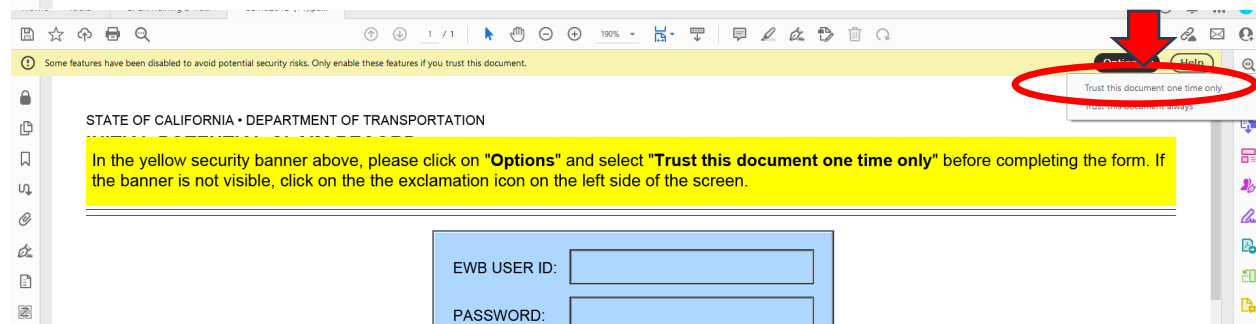 1 / 1
190%
Some features have been disabled to avoid potential security risks. Only enable these features if you trust this document.
Help
Trust this document one time only
Trust this document always
STATE OF CALIFORNIA • DEPARTMENT OF TRANSPORTATION
In the yellow security banner above, please click on "Options" and select "Trust this document one time only" before completing the form. If
the banner is not visible, click on the the exclamation icon on the left side of the screen.
EWB USER ID:
PASSWORD: